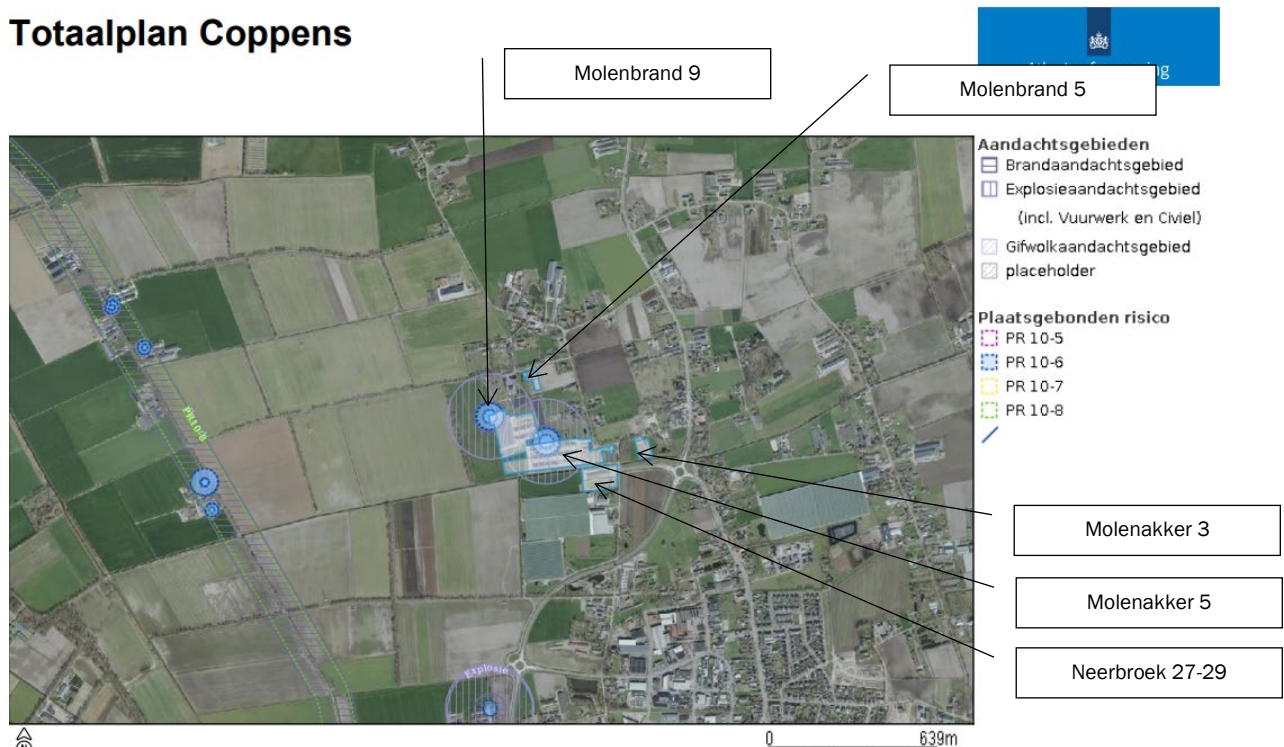 Totaalplan Coppens
Molenbrand 9
Molenbrand 5
Aandachtsgebieden
Brandaandachtsgebied
Explosieaandachtsgebied
(incl. Vuurwerk en Civiel)
Gifwolkaandachtsgebied
placeholder
Plaatsgebonden risico
PR 10-5
PR 10-6
PR 10-7
PR 10-8
PR10-8
Molenakker 3
Molenakker 5
Neerbroek 27-29
Explosie
0
639m